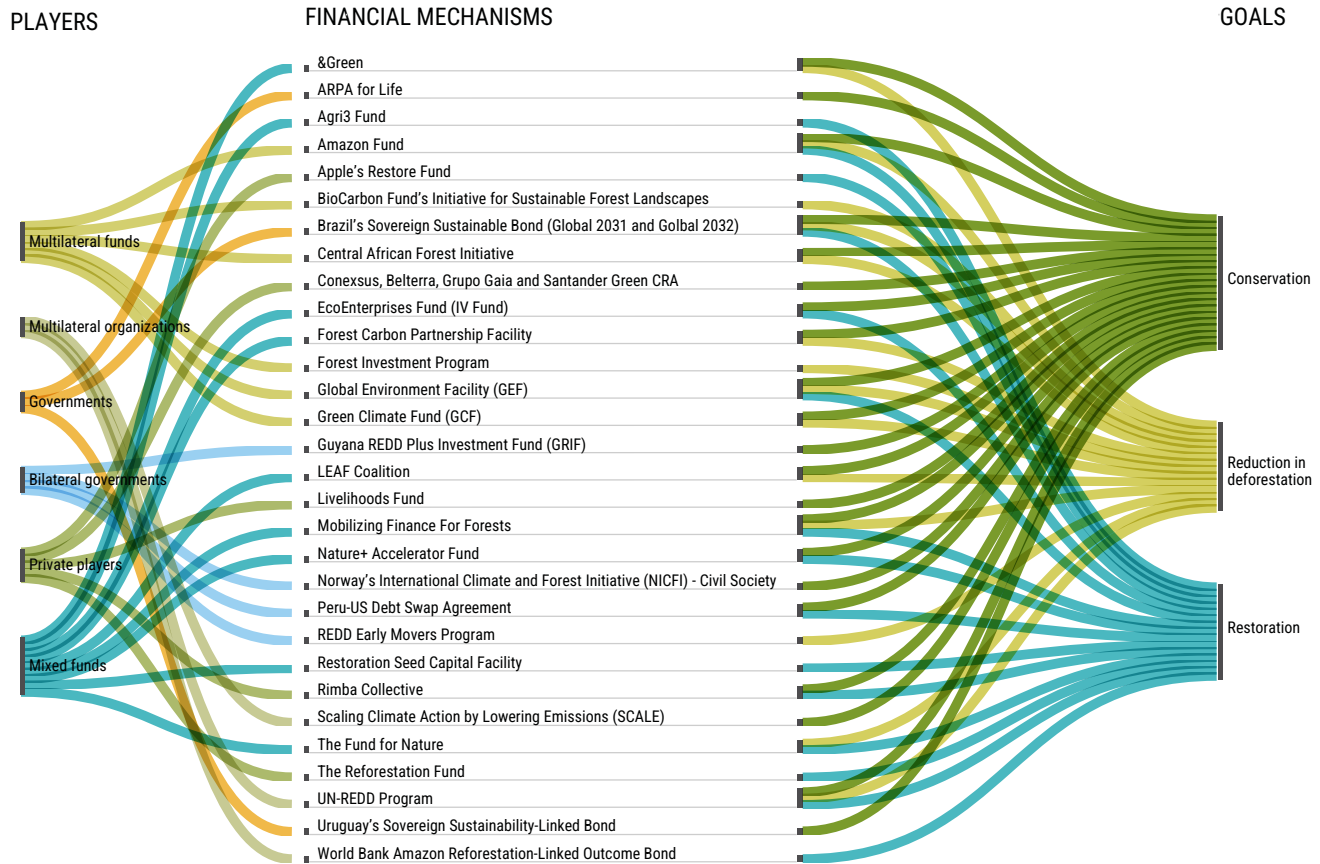 PLAYERS
FINANCIAL MECHANISMS
GOALS
Multilateral funds
Multilateral organizations
Governments
Bilateral governments
Private players
Mixed funds
&Green
ARPA for Life
Agri3 Fund
Amazon Fund
Apple's Restore Fund
BioCarbon Fund's Initiative for Sustainable Forest Landscapes
Brazil's Sovereign Sustainable Bond (Global 2031 and Golbal 2032)
Central African Forest Initiative
Conexsus, Belterra, Grupo Gaia and Santander Green CRA
EcoEnterprises Fund (IV Fund)
Forest Carbon Partnership Facility
Forest Investment Program
Global Environment Facility (GEF)
Green Climate Fund (GCF)
Guyana REDD Plus Investment Fund (GRIF)
LEAF Coalition
Livelihoods Fund
Mobilizing Finance For Forests
Nature+ Accelerator Fund
Norway's International Climate and Forest Initiative (NICFI) - Civil Society
Peru-US Debt Swap Agreement
REDD Early Movers Program
Restoration Seed Capital Facility
Rimba Collective
Scaling Climate Action by Lowering Emissions (SCALE)
The Fund for Nature
The Reforestation Fund
UN-REDD Program
Uruguay's Sovereign Sustainability-Linked Bond
World Bank Amazon Reforestation-Linked Outcome Bond
Conservation
Reduction in
deforestation
Restoration